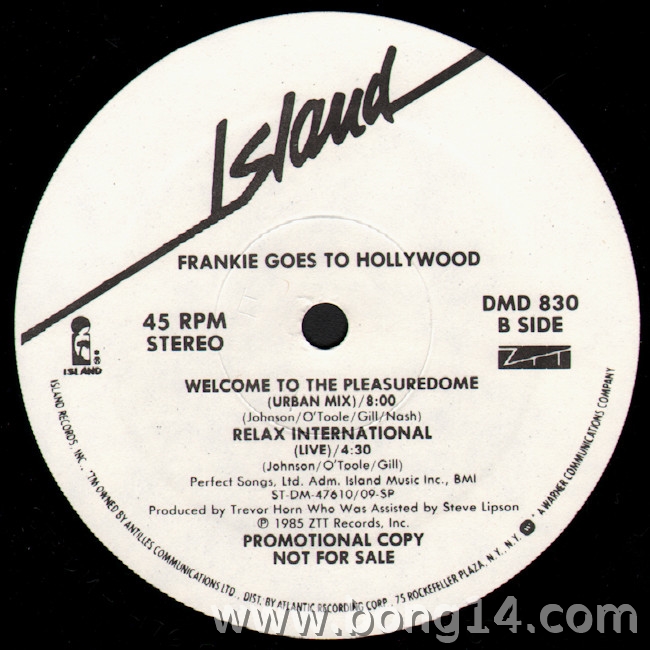 Island
FRANKIE GOES TO HOLLYWOOD
45 RPM
STEREO
DMD 830
B SIDE
ISLAND
®
ZTT
WELCOME TO THE PLEASUREDOME
(URBAN MIX)/8:00
(Johnson/O'Toole/Gill/Nash)
RELAX INTERNATIONAL
(LIVE)/4:30
(Johnson/O'Toole/Gill)
Perfect Songs, Ltd. Adm. Island Music Inc., BMI
ST-DM-47610/09-SP
Produced by Trevor Horn Who Was Assisted by Steve Lipson
℗ 1985 ZTT Records, Inc.
PROMOTIONAL COPY
NOT FOR SALE
ISLAND RECORDS, INC., TM OWNED BY ANTILLES COMMUNICATIONS LTD., DIST. BY ATLANTIC RECORDING CORP., 75 ROCKEFELLER PLAZA, N.Y., N.Y. A WARNER COMMUNICATIONS COMPANY
www.bong14.com